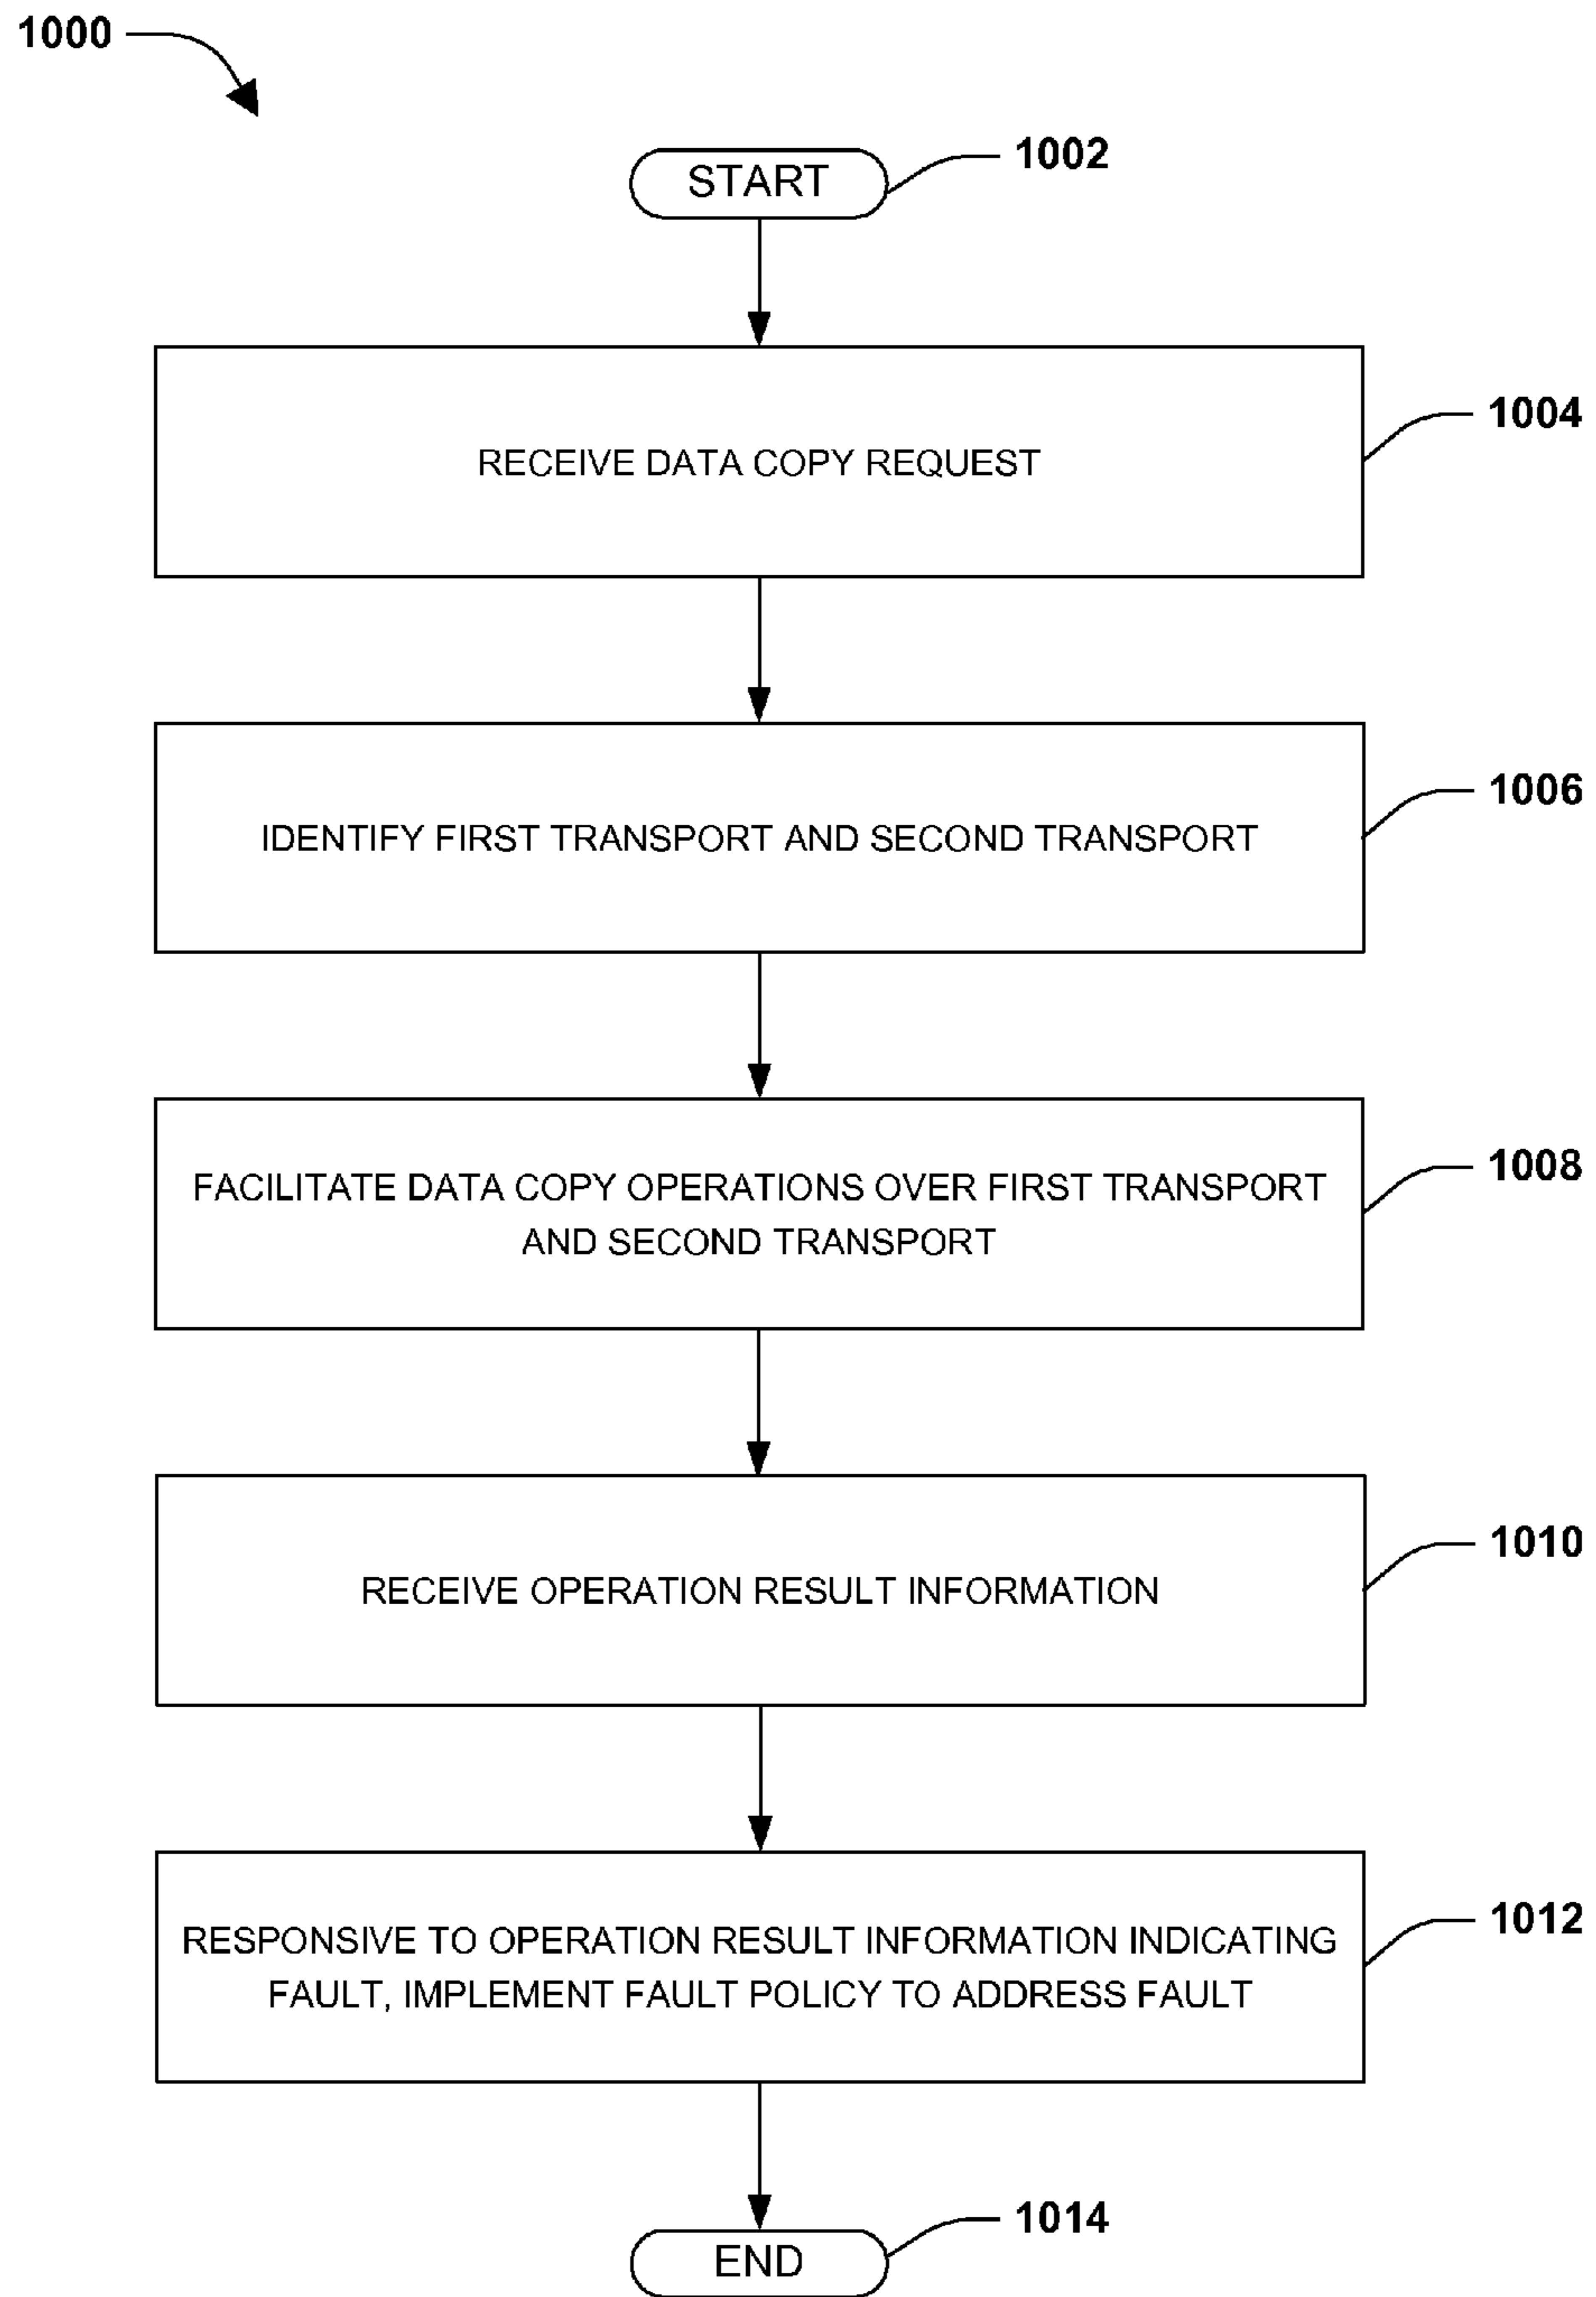 1000
START
1002
RECEIVE DATA COPY REQUEST
1004
IDENTIFY FIRST TRANSPORT AND SECOND TRANSPORT
1006
FACILITATE DATA COPY OPERATIONS OVER FIRST TRANSPORT
AND SECOND TRANSPORT
1008
RECEIVE OPERATION RESULT INFORMATION
1010
RESPONSIVE TO OPERATION RESULT INFORMATION INDICATING
FAULT, IMPLEMENT FAULT POLICY TO ADDRESS FAULT
1012
END
1014